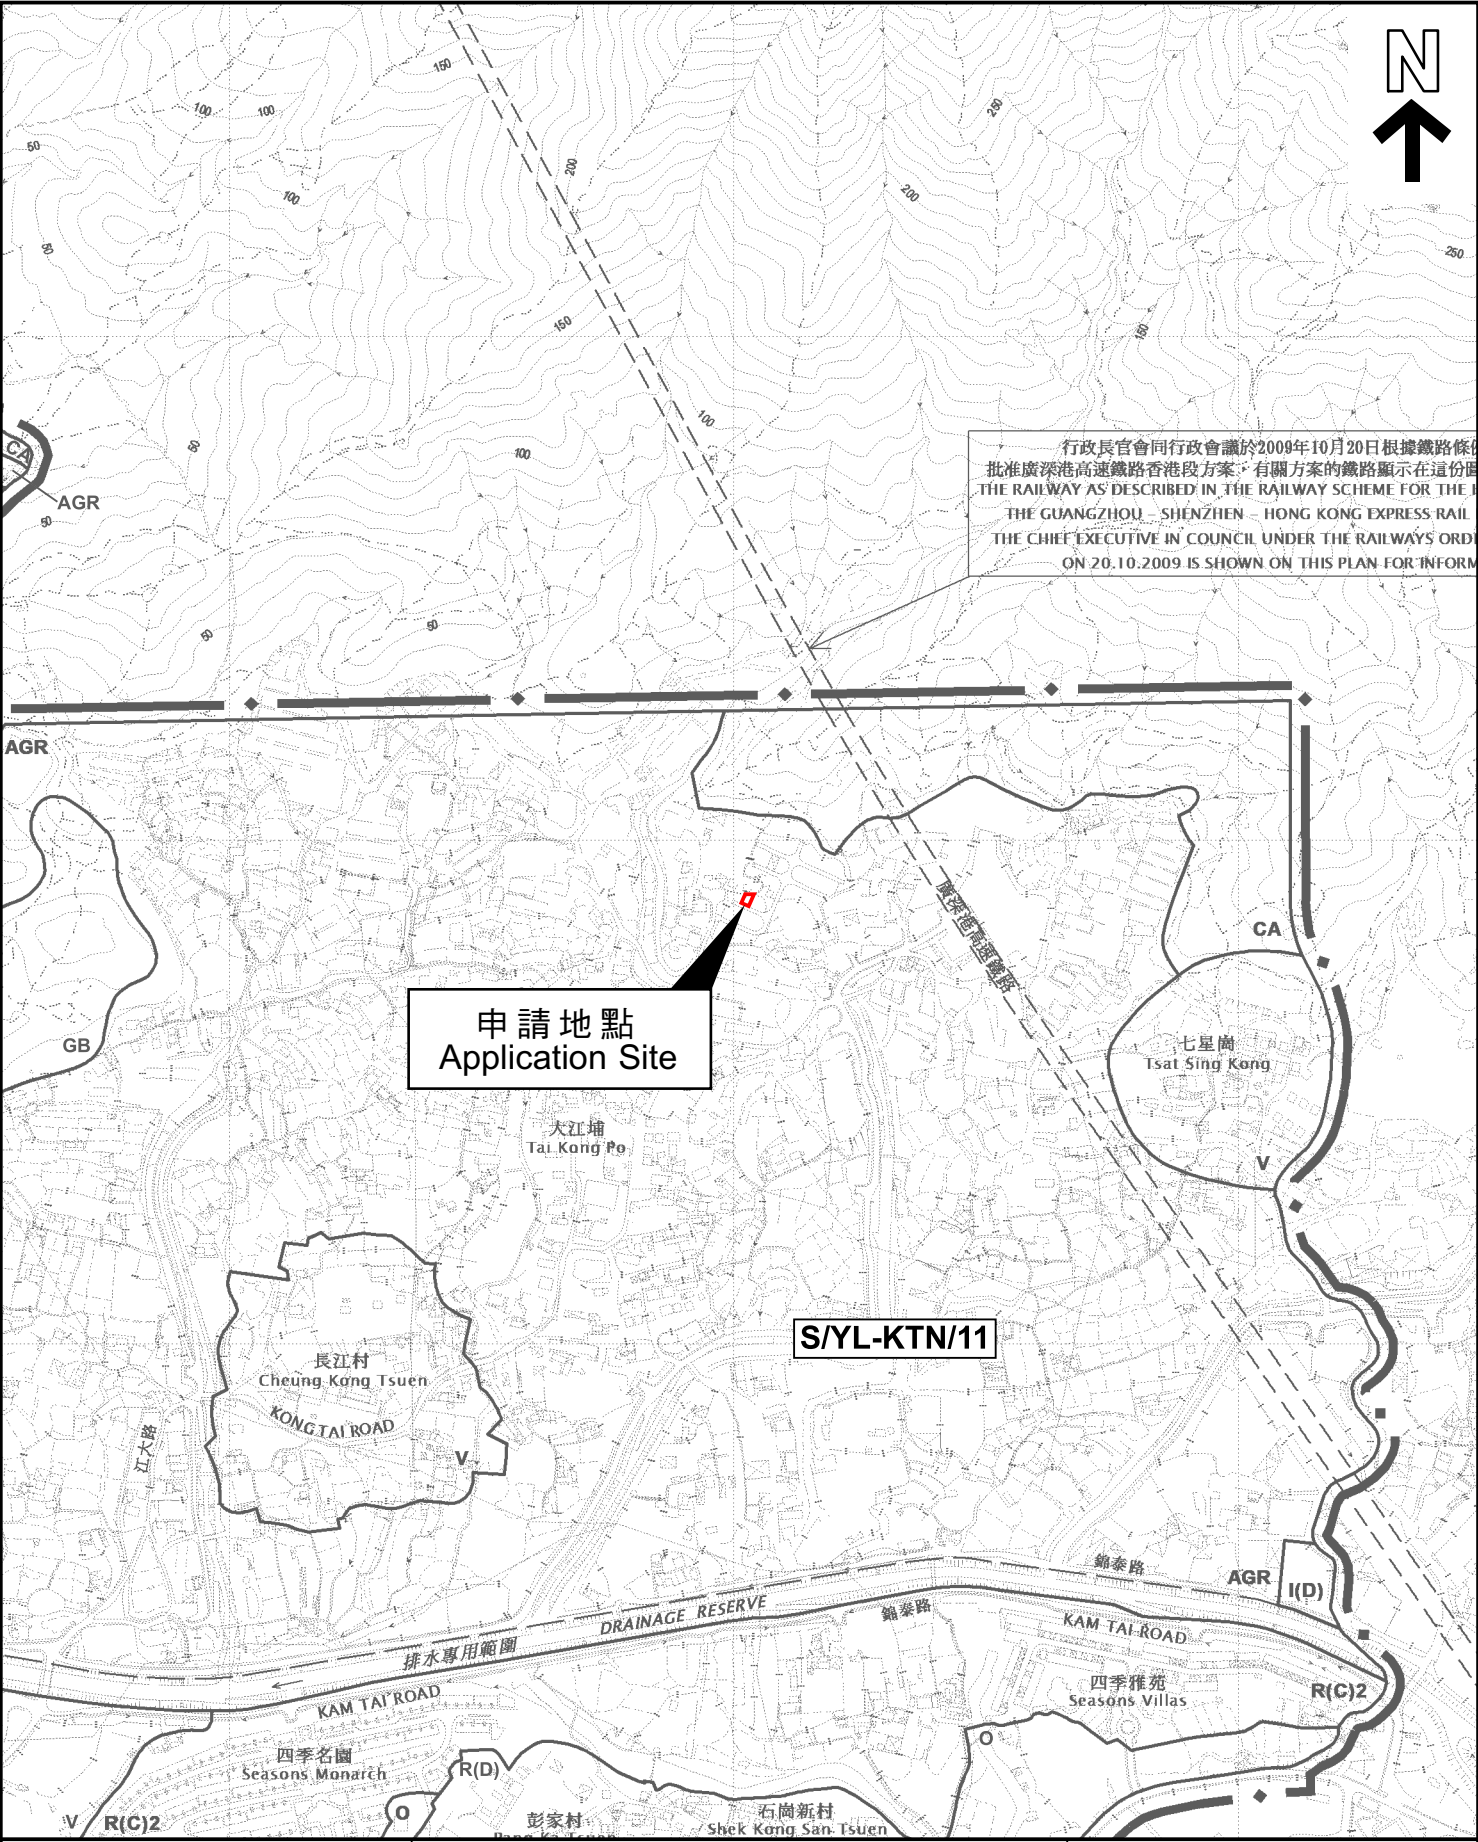 N
150
100
100
50
200
250
100
200
50
250
150
150
100
50
100
CA
AGR
50
行政長官會同行政會議於2009年10月20日根據鐵路條
批准廣深港高速鐵路香港段方案，有關方案的鐵路顯示在這份
THE RAILWAY AS DESCRIBED IN THE RAILWAY SCHEME FOR THE
THE GUANGZHOU - SHENZHEN - HONG KONG EXPRESS RAIL
THE CHIEF EXECUTIVE IN COUNCIL UNDER THE RAILWAYS ORD
ON 20.10.2009 IS SHOWN ON THIS PLAN FOR INFORM
50
50
AGR
廣深港高速鐵路
CA
申請地點
Application Site
GB
七星崗
Tsat Sing Kong
大江埔
Tai Kong Po
V
S/YL-KTN/11
長江村
Cheung Kong Tsuen
KONG TAI ROAD
江大路
V
錦泰路
AGR
I(D)
DRAINAGE RESERVE
錦泰路
KAM TAI ROAD
排水專用範圍
KAM TAI ROAD
四季雅苑
Seasons Villas
R(C)2
O
四季名園
Seasons Monarch
R(D)
V
R(C)2
O
彭家村
Pang Ka Tsuen
石崗新村
Shek Kong San Tsuen